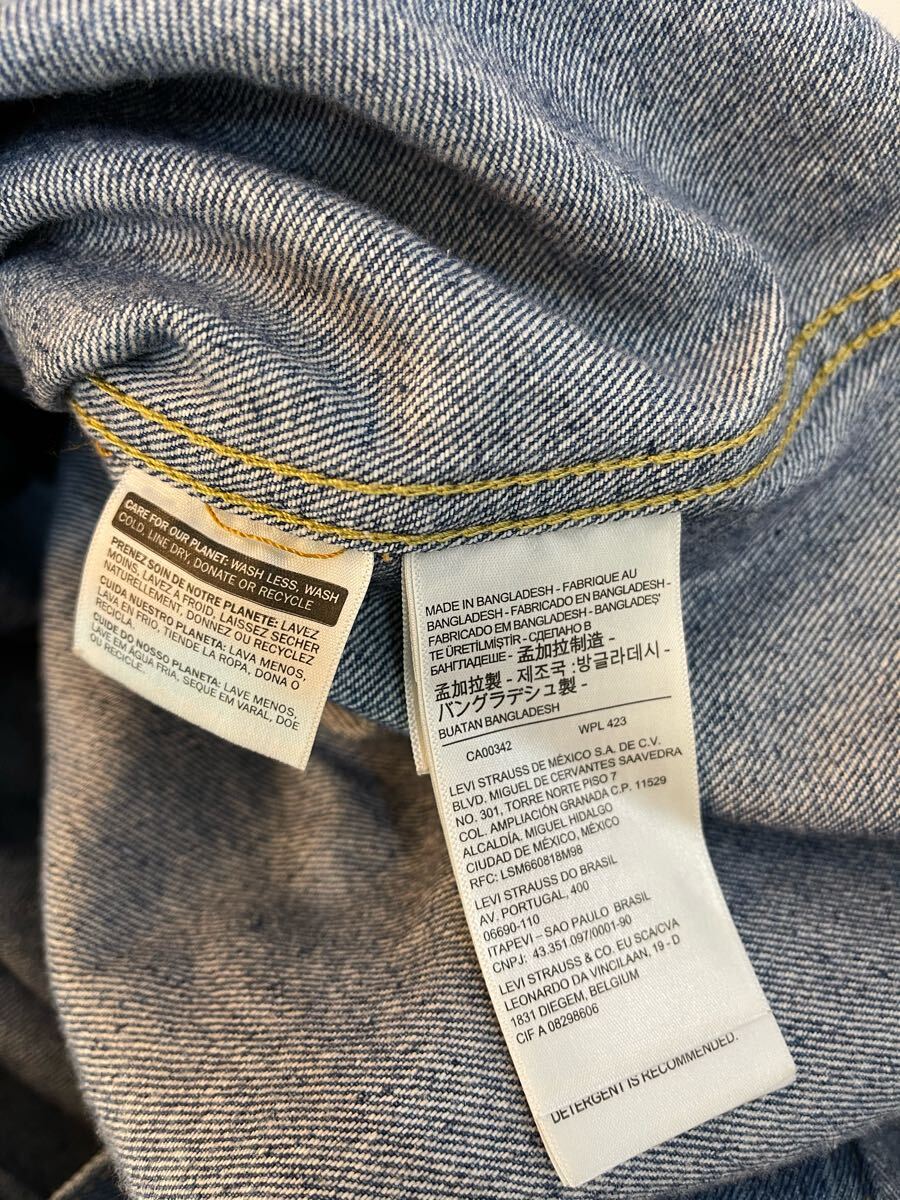 CARE FOR OUR PLANET: WASH LESS, WASH
COLD, LINE DRY, DONATE OR RECYCLE
PRENEZ SOIN DE NOTRE PLANETE: LAVEZ
MOINS, LAVEZ A FROID, LAISSEZ SÉCHER
NATURELLEMENT, DONNEZ OU RECYCLEZ
CUIDA NUESTRO PLANETA: LAVA MENOS,
LAVA EN FRIO, TIENDE LA ROPA, DONA O
RECICLA.
CUIDE DO NOSSO PLANETA: LAVE MENOS,
LAVE EM ÁGUA FRIA, SEQUE EM VARAL, DOE
OU RECICLE..
MADE IN BANGLADESH - FABRIQUE AU
BANGLADESH - FABRICADO EN BANGLADESH -
FABRICADO EM BANGLADESH - BANGLADEŞ'
TE ÜRETİLMİŞTİR - СДЕЛАНО В
БАНГЛАДЕШЕ - 孟加拉制造 -
孟加拉製 - 제조국 :방글라데시 -
バングラデシュ製 -
BUATAN BANGLADESH
CA00342 WPL 423
LEVI STRAUSS DE MÉXICO S.A. DE C.V.
BLVD. MIGUEL DE CERVANTES SAAVEDRA
NO. 301, TORRE NORTE PISO 7
COL. AMPLIACIÓN GRANADA C.P. 11529
ALCALDÍA. MIGUEL HIDALGO
CIUDAD DE MÉXICO, MÉXICO
RFC: LSM660818M98
LEVI STRAUSS DO BRASIL
AV. PORTUGAL, 400
06690-110
ITAPEVI – SAO PAULO BRASIL
CNPJ: 43.351.097/0001-90
LEVI STRAUSS & CO. EU SCA/CVA
LEONARDO DA VINCILAAN, 19 - D
1831 DIEGEM, BELGIUM
CIF A 08298606
DETERGENT IS RECOMMENDED.